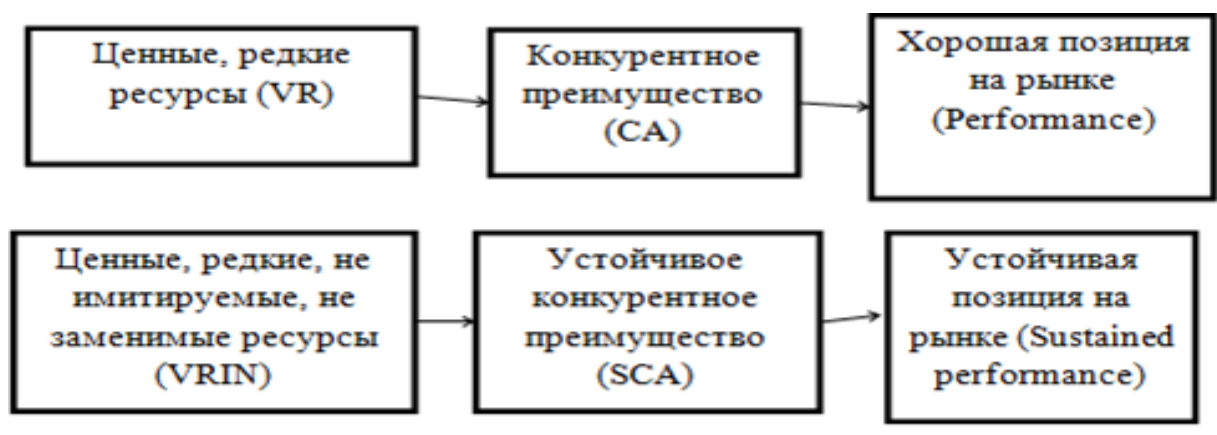 Ценные, редкие
ресурсы (VR)
Конкурентное
преимущество
(CA)
Хорошая позиция
на рынке
(Performance)
Ценные, редкие, не
имитируемые, не
заменимые ресурсы
(VRIN)
Устойчивое
конкурентное
преимущество
(SCA)
Устойчивая
позиция на
рынке (Sustained
performance)